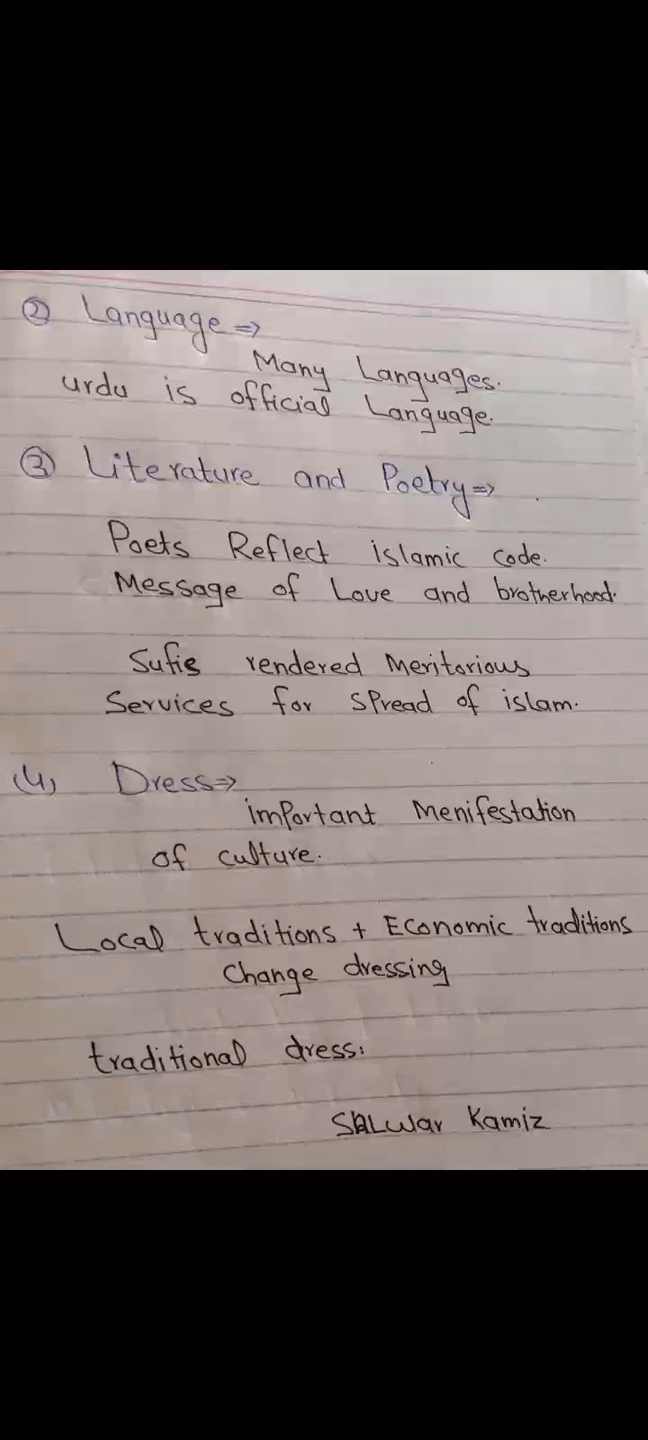 ② Language ⇒
Many Languages.
urdu is official Language.
③ Literature and Poetry ⇒
Poets Reflect islamic code.
Message of Love and brotherhood.
Sufis rendered Meritorious
Services for spread of islam.
(4) Dress ⇒
important Menifestation
of culture.
Local traditions + Economic traditions
Change dressing
traditional dress:
SALwar Kamiz